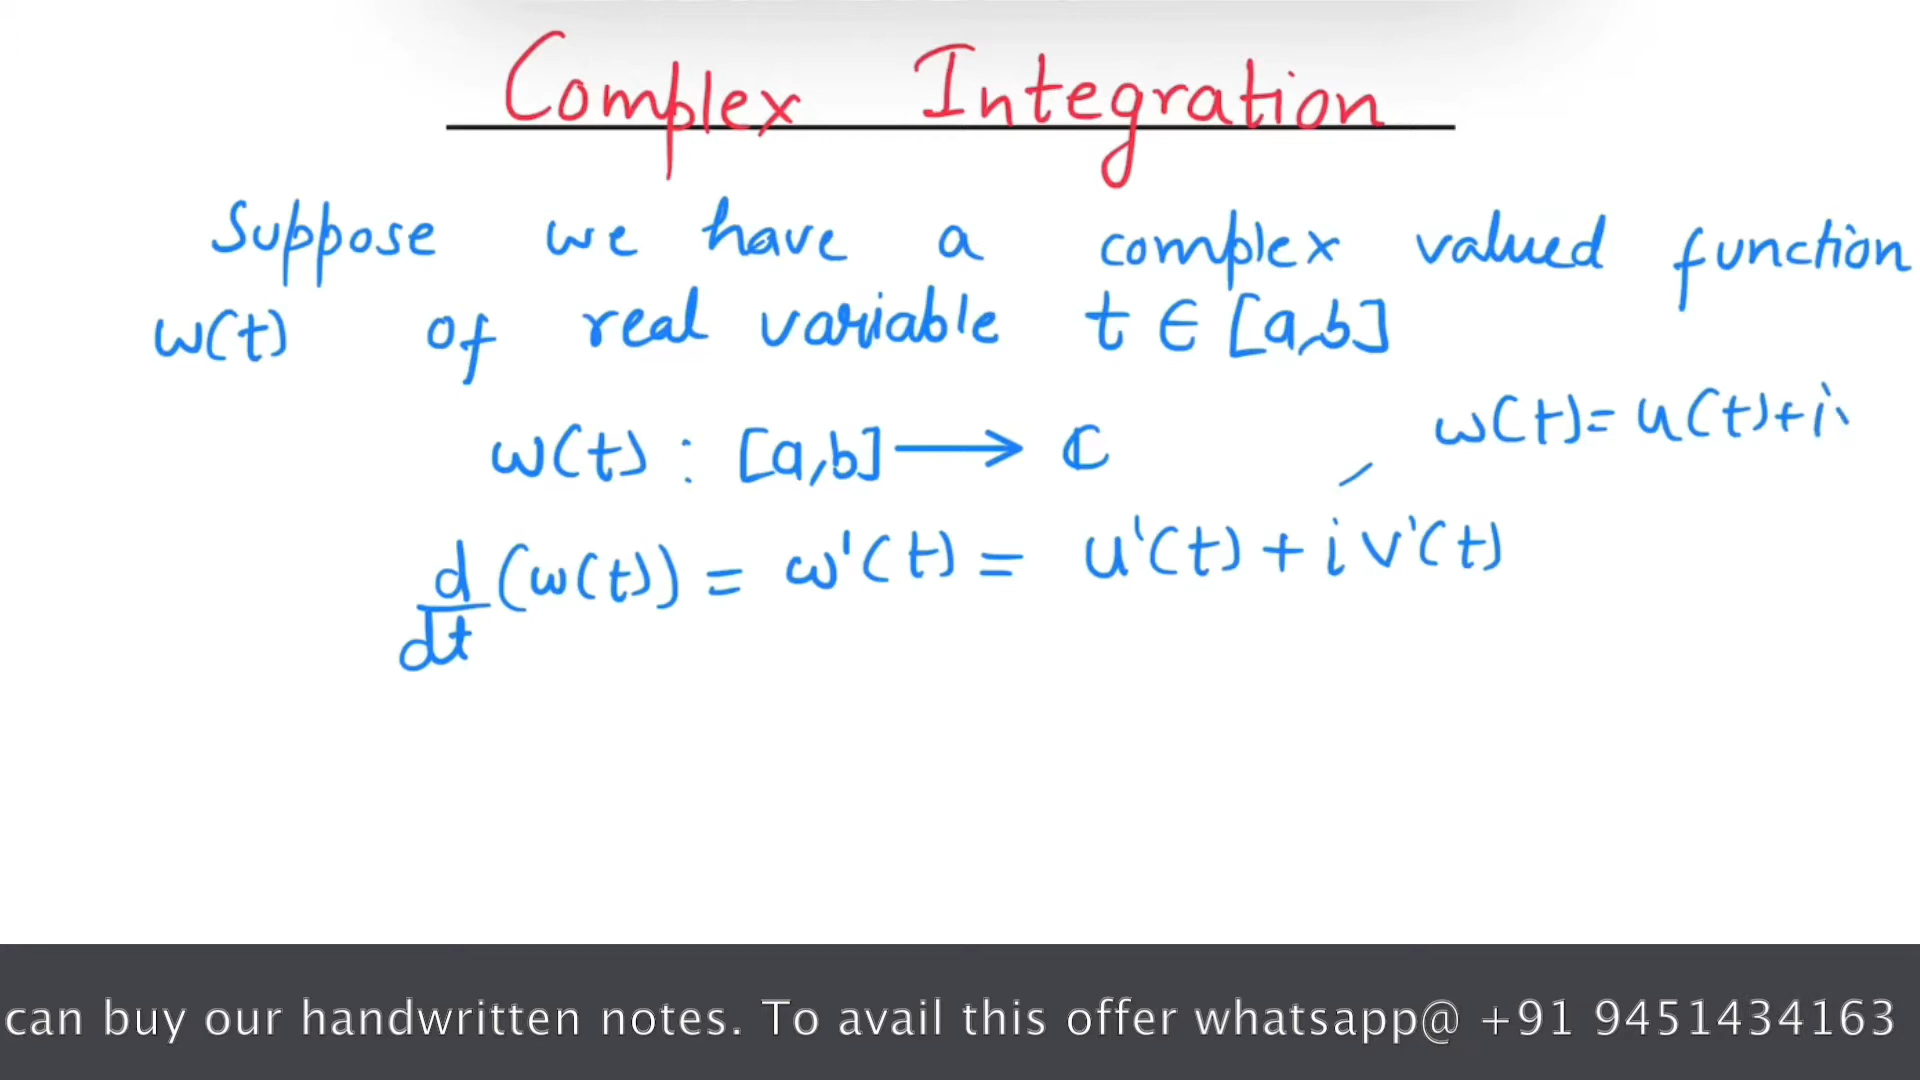 Complex Integration
Suppose we have a complex valued function
w(t) of real variable t ∈ [a,b]
w(t) = u(t) + i
w(t) : [a,b] ⟶ ℂ
d/dt (w(t)) = w'(t) = u'(t) + i v'(t)
can buy our handwritten notes. To avail this offer whatsapp@ +91 9451434163